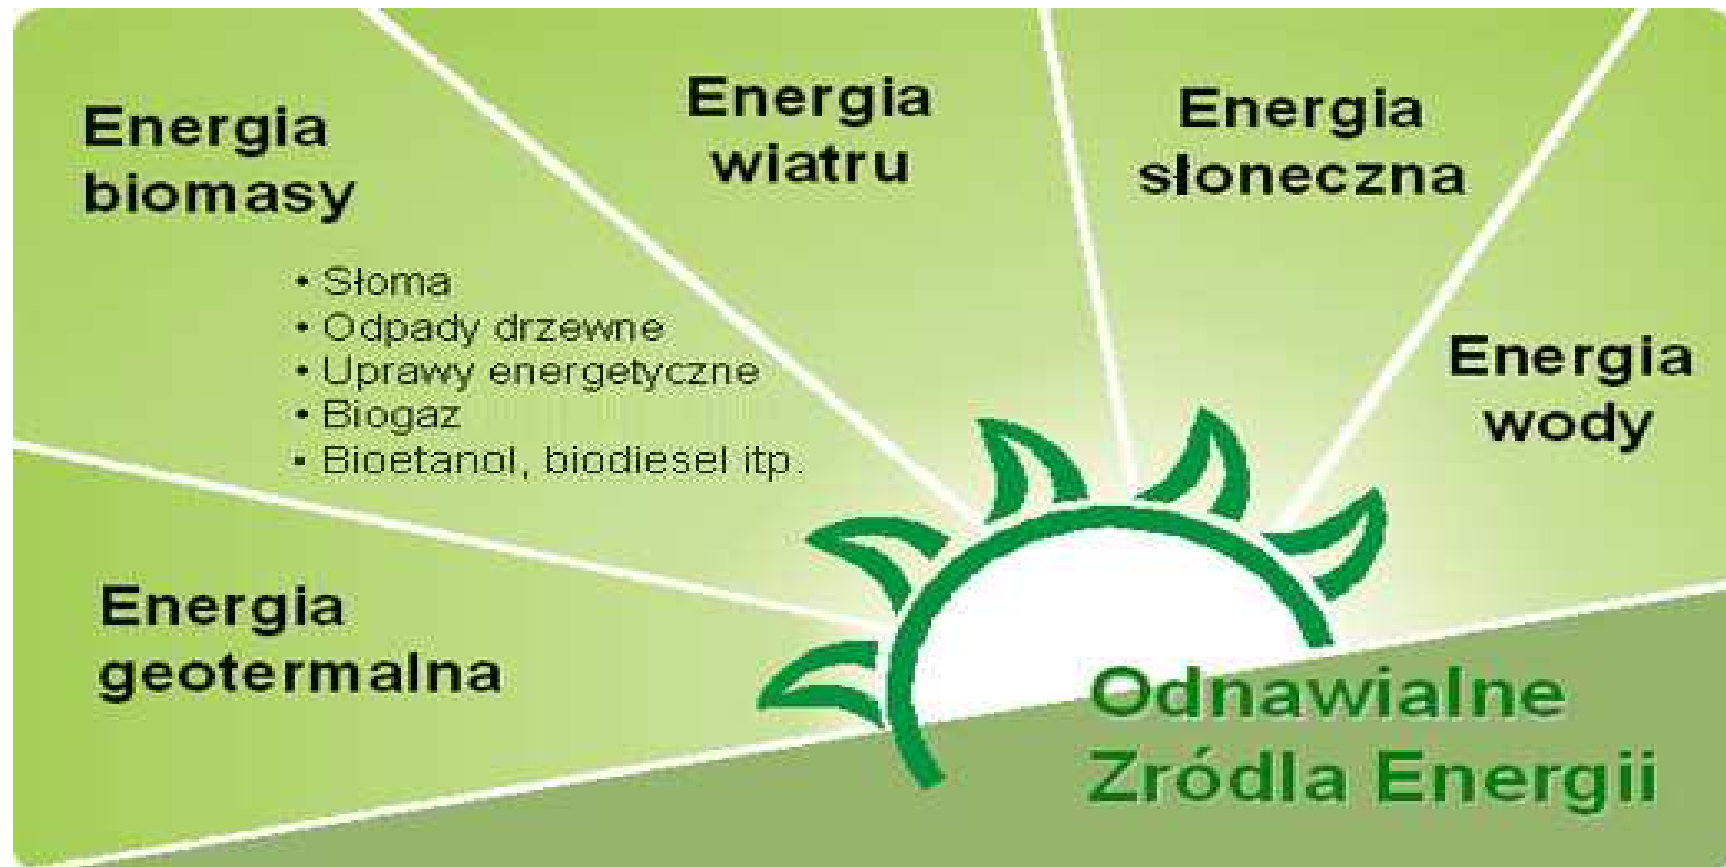 Energia
biomasy
• Słoma
• Odpady drzewne
• Uprawy energetyczne
• Biogaz
• Bioetanol, biodiesel itp.
Energia
wiatru
Energia
słoneczna
Energia
wody
Energia
geotermalna
Odnawialne
Zródla Energii